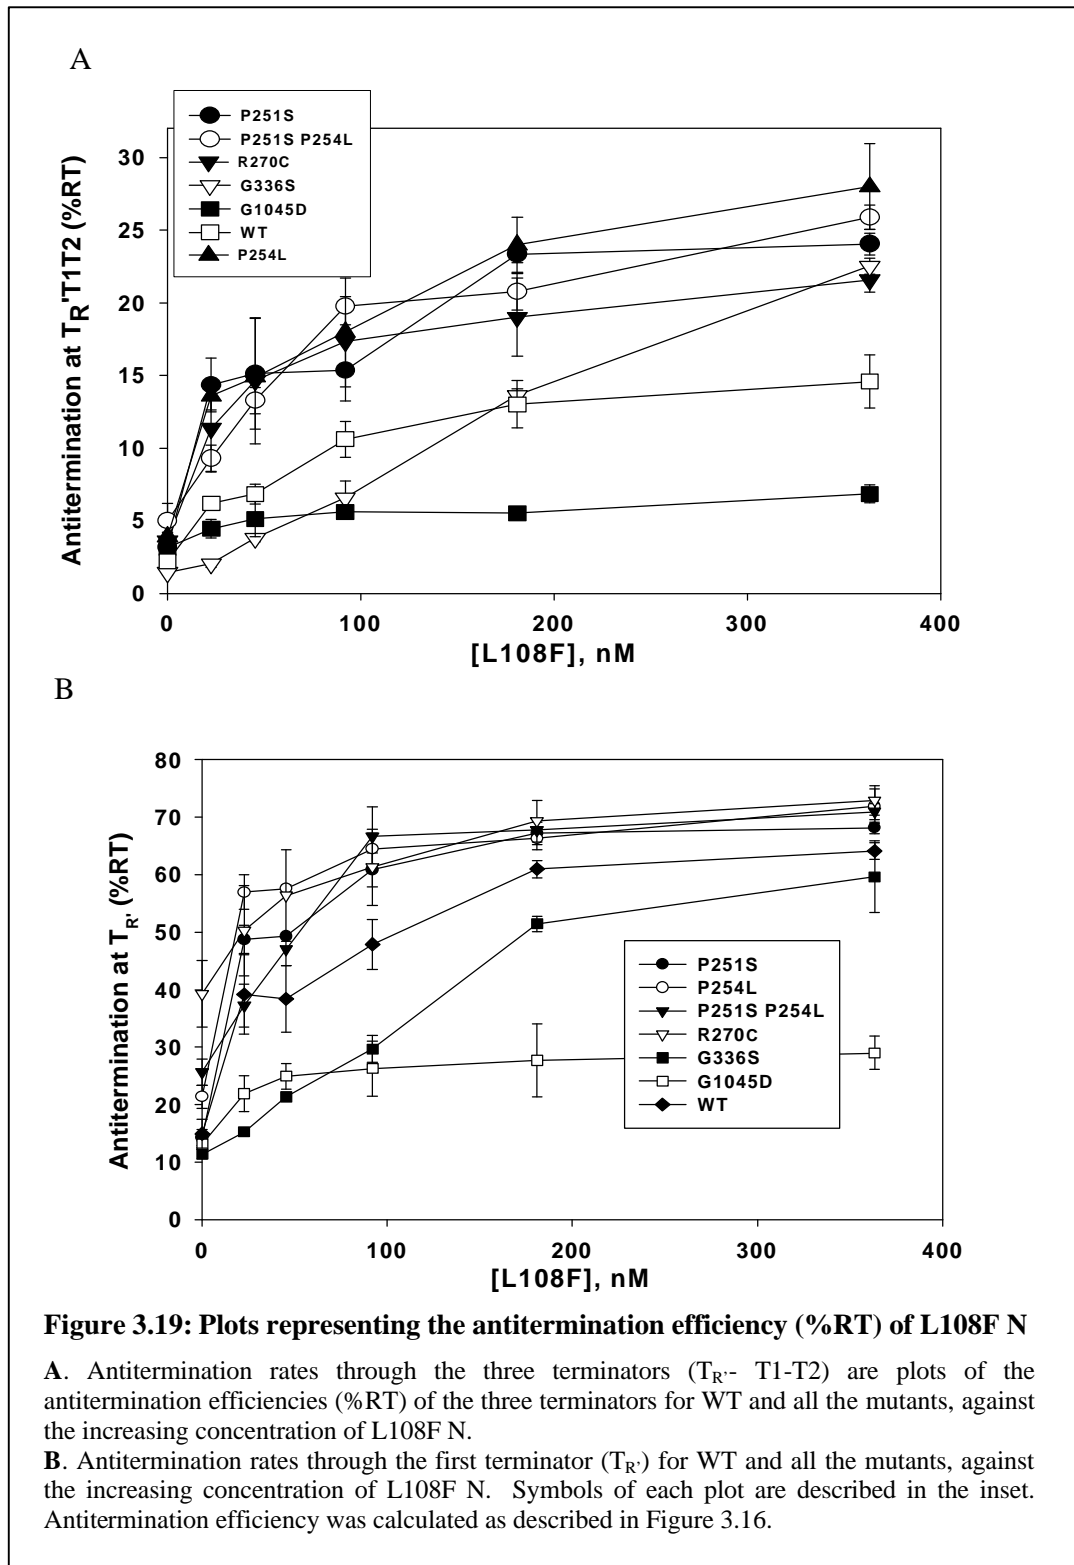 A
P251S
P251S P254L
R270C
G336S
G1045D
WT
P254L
Antitermination at TR'T1T2 (%RT)
30
25
20
15
10
5
0
0 100 200 300 400
[L108F], nM
B
Antitermination at TR' (%RT)
80
70
60
50
40
30
20
10
0
P251S
P254L
P251S P254L
R270C
G336S
G1045D
WT
0 100 200 300 400
[L108F], nM
Figure 3.19: Plots representing the antitermination efficiency (%RT) of L108F N
A. Antitermination rates through the three terminators (TR'- T1-T2) are plots of the
antitermination efficiencies (%RT) of the three terminators for WT and all the mutants, against
the increasing concentration of L108F N.
B. Antitermination rates through the first terminator (TR') for WT and all the mutants, against
the increasing concentration of L108F N. Symbols of each plot are described in the inset.
Antitermination efficiency was calculated as described in Figure 3.16.